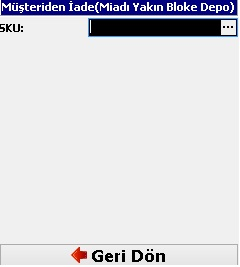 Müşteriden İade(Miadı Yakın Bloke Depo)
SKU: ...
Geri Dön